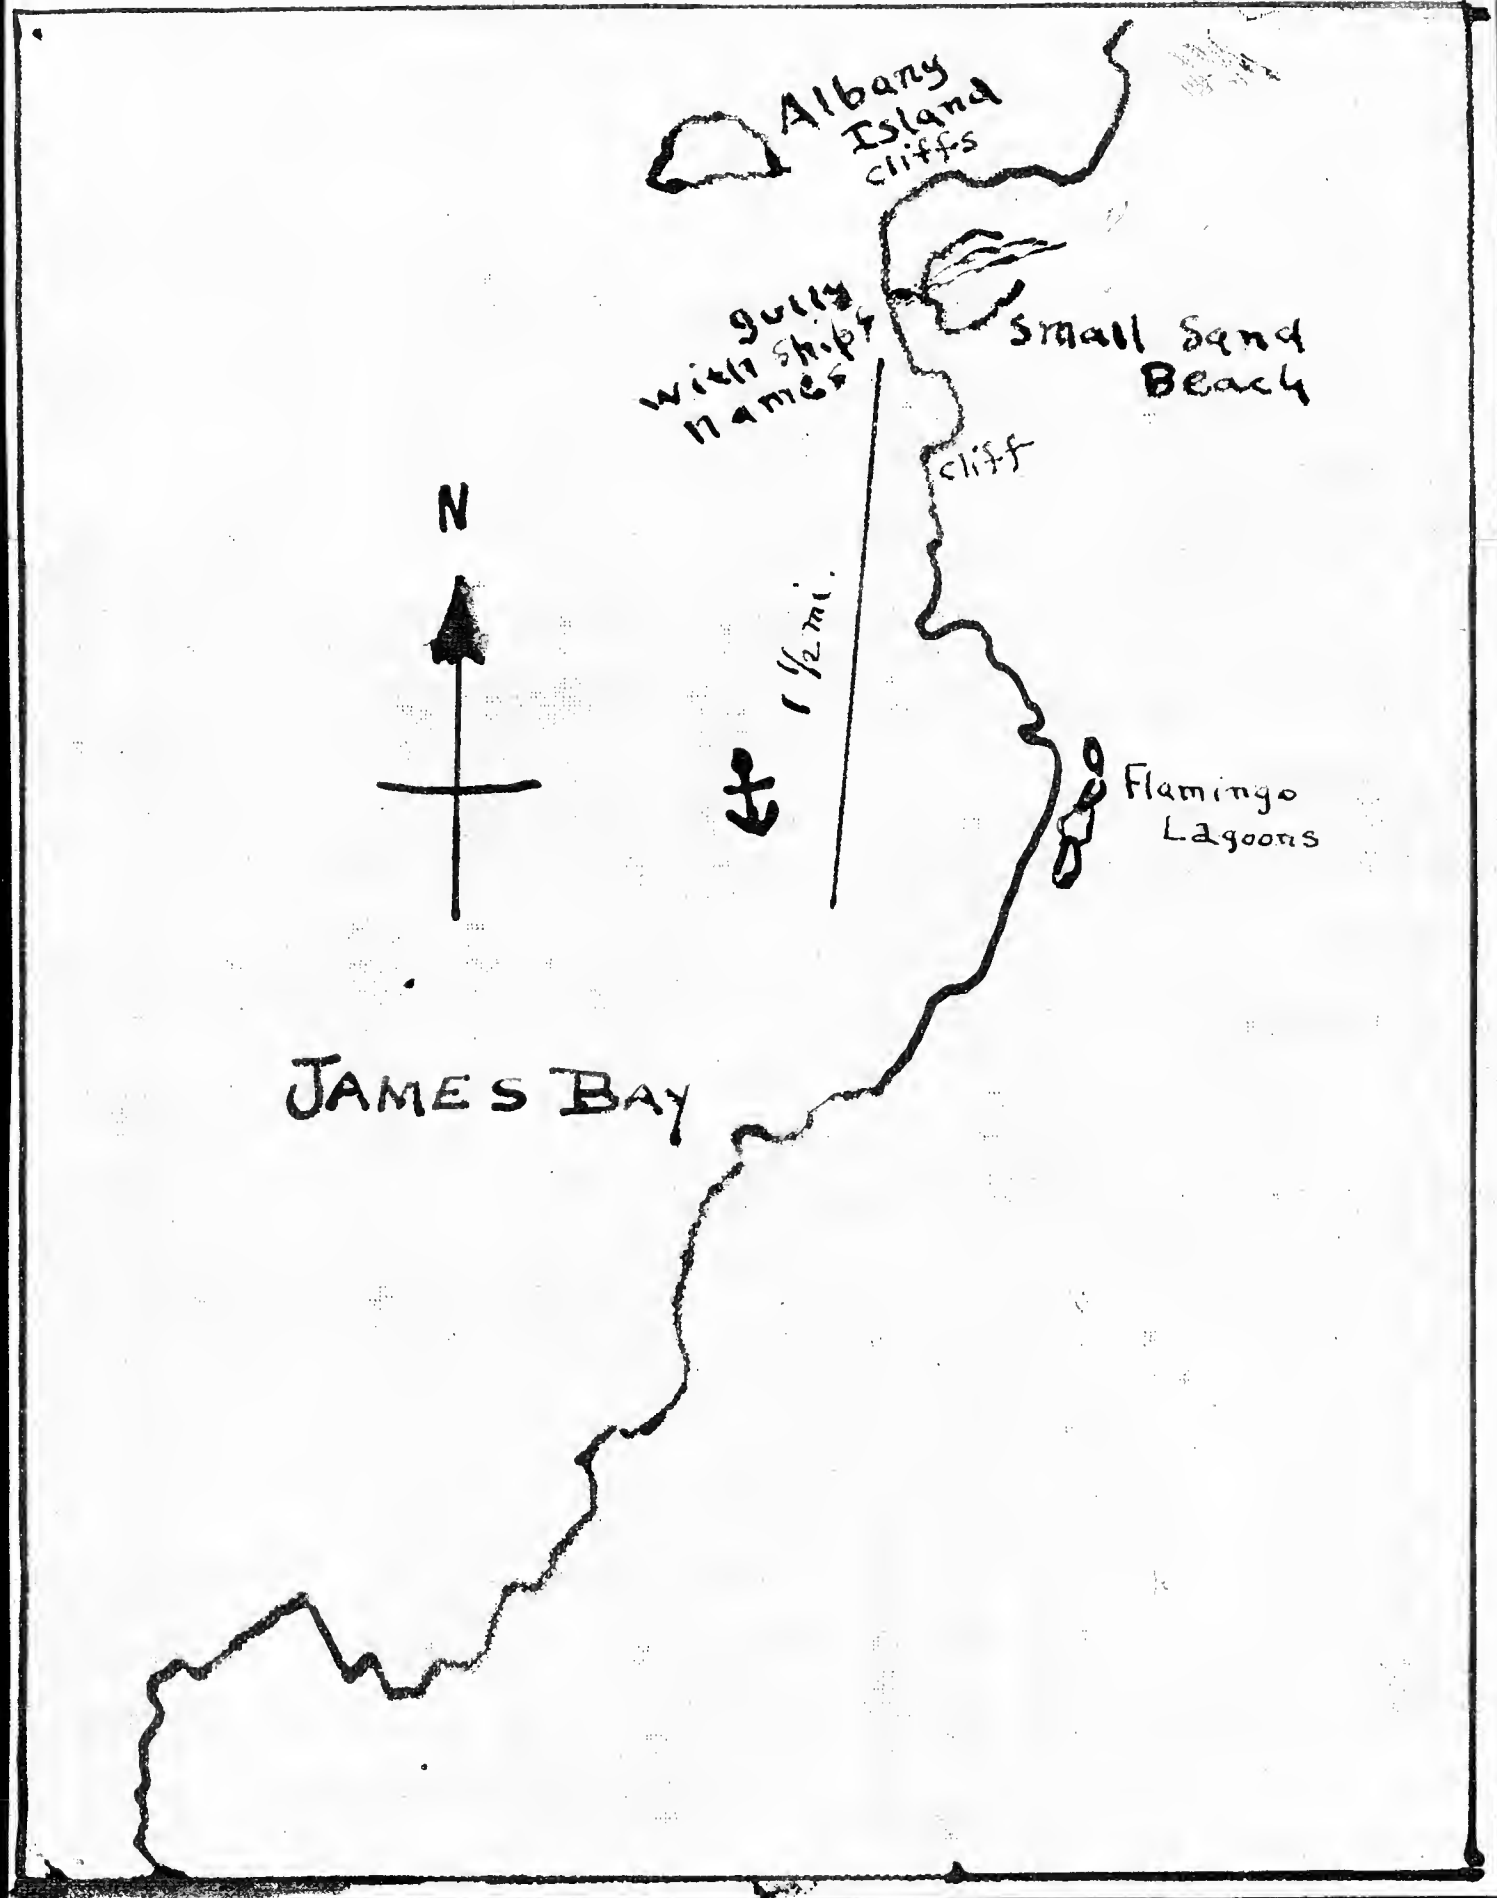 Albany
Island
cliffs
gully
with ships
names
Small Sand
Beach
cliff
N
1 1/2 mi.
Flamingo
Lagoons
JAMES BAY